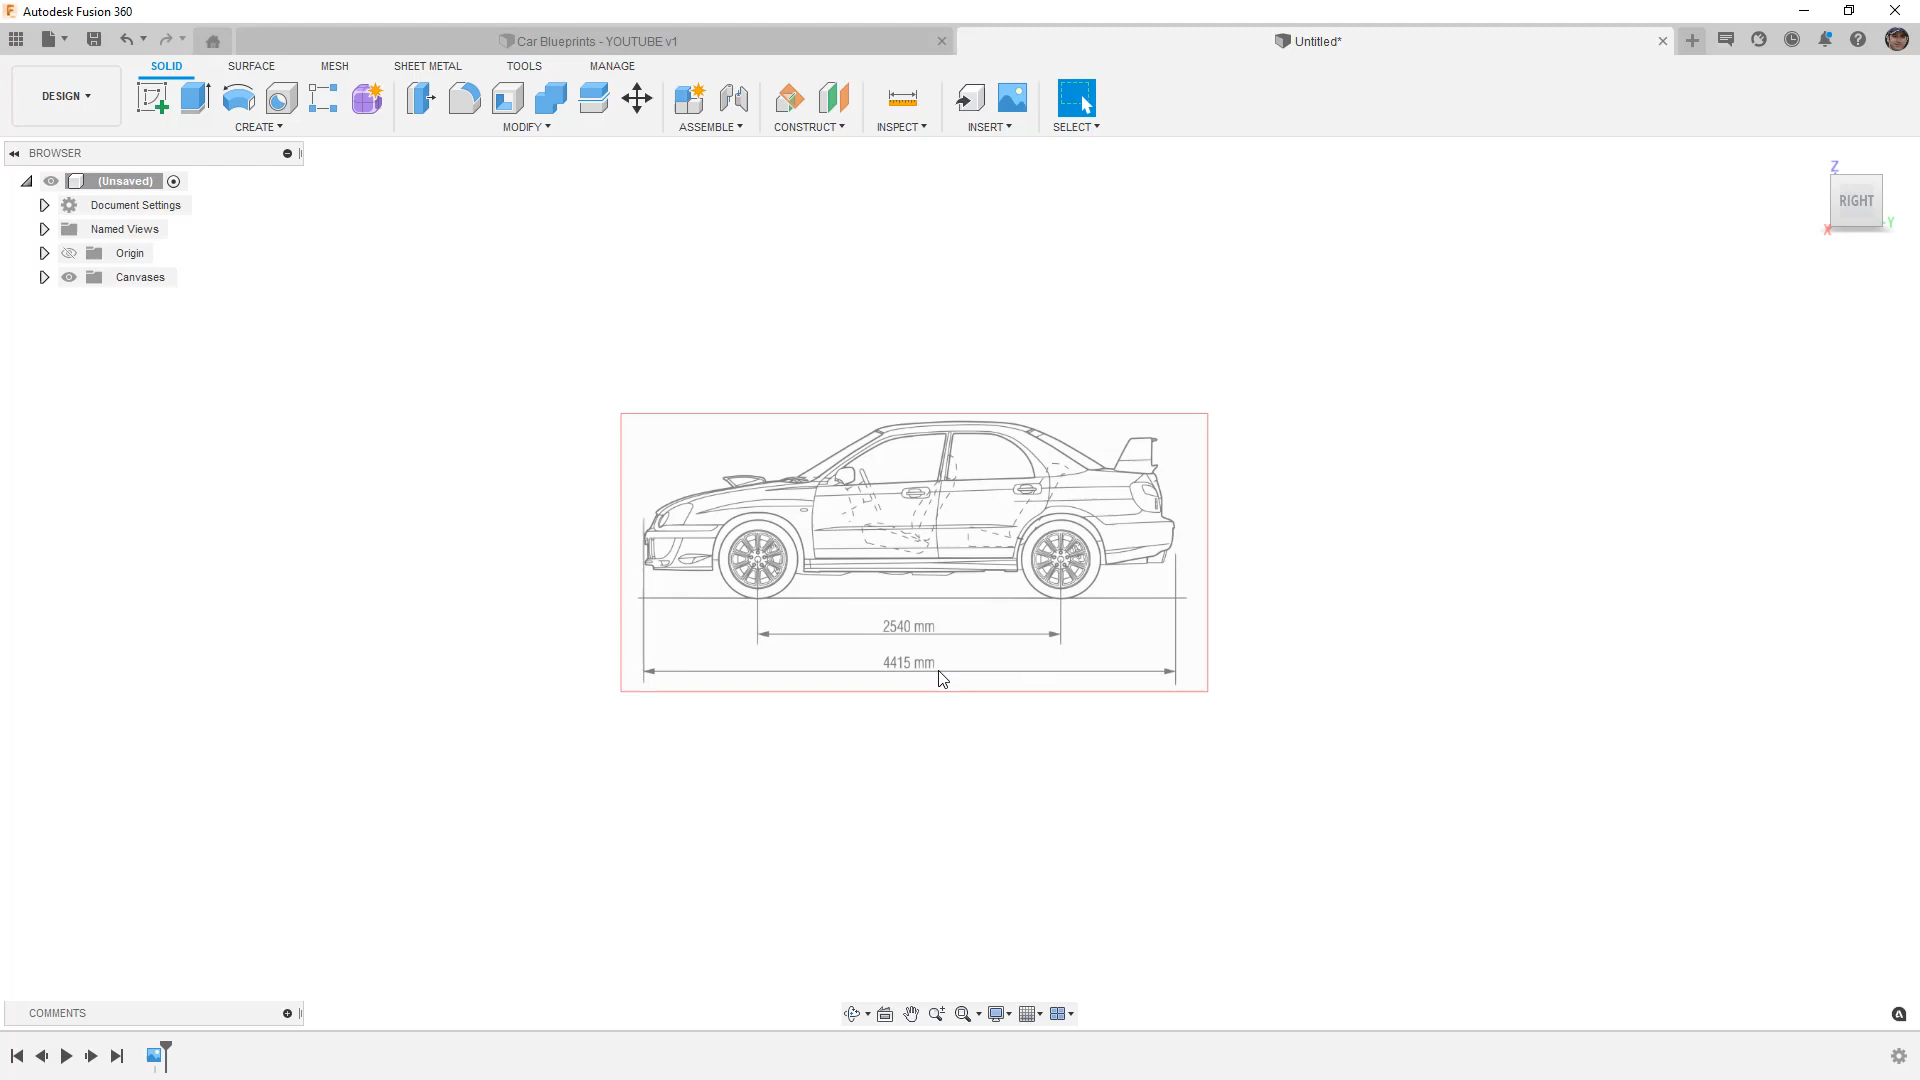 Autodesk Fusion 360
Car Blueprints - YOUTUBE v1
Untitled*
DESIGN
SOLID
SURFACE
MESH
SHEET METAL
TOOLS
MANAGE
CREATE
MODIFY
ASSEMBLE
CONSTRUCT
INSPECT
INSERT
SELECT
BROWSER
(Unsaved)
Document Settings
Named Views
Origin
Canvases
Z
RIGHT
X
Y
2540 mm
4415 mm
COMMENTS